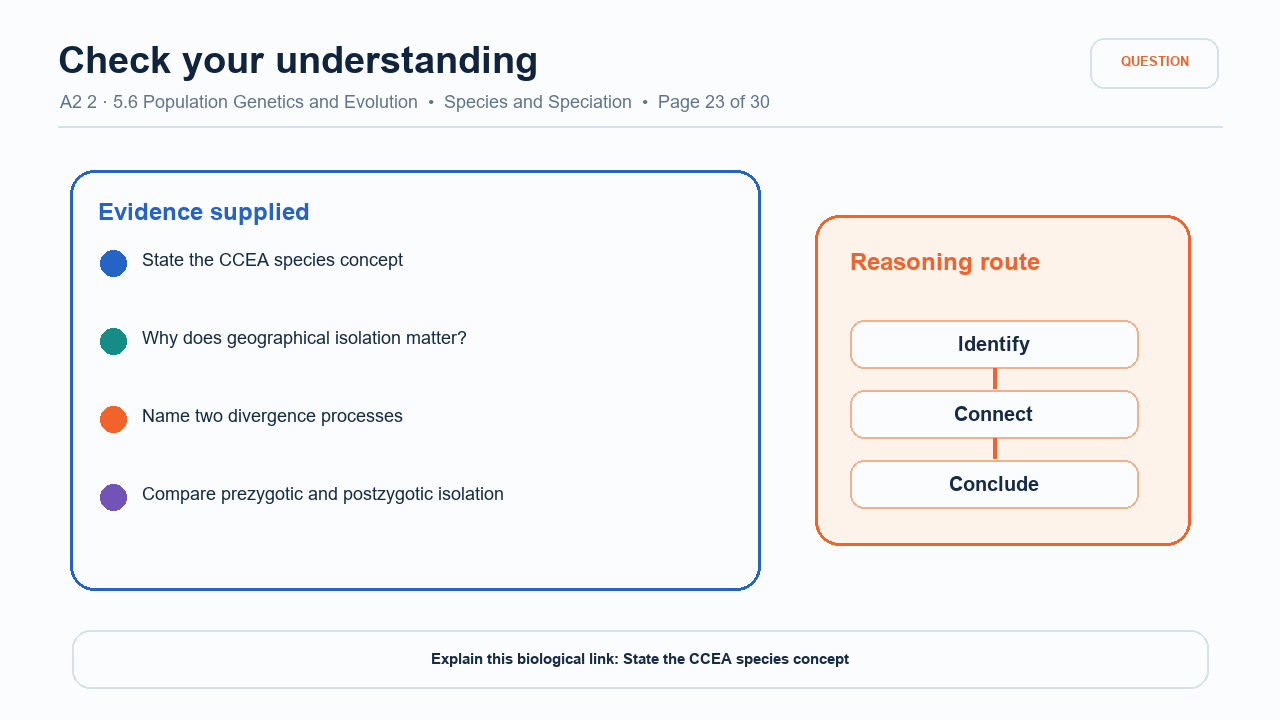 Check your understanding
QUESTION
A2 2 · 5.6 Population Genetics and Evolution • Species and Speciation • Page 23 of 30
Evidence supplied
State the CCEA species concept
Why does geographical isolation matter?
Name two divergence processes
Compare prezygotic and postzygotic isolation
Reasoning route
Identify
Connect
Conclude
Explain this biological link: State the CCEA species concept